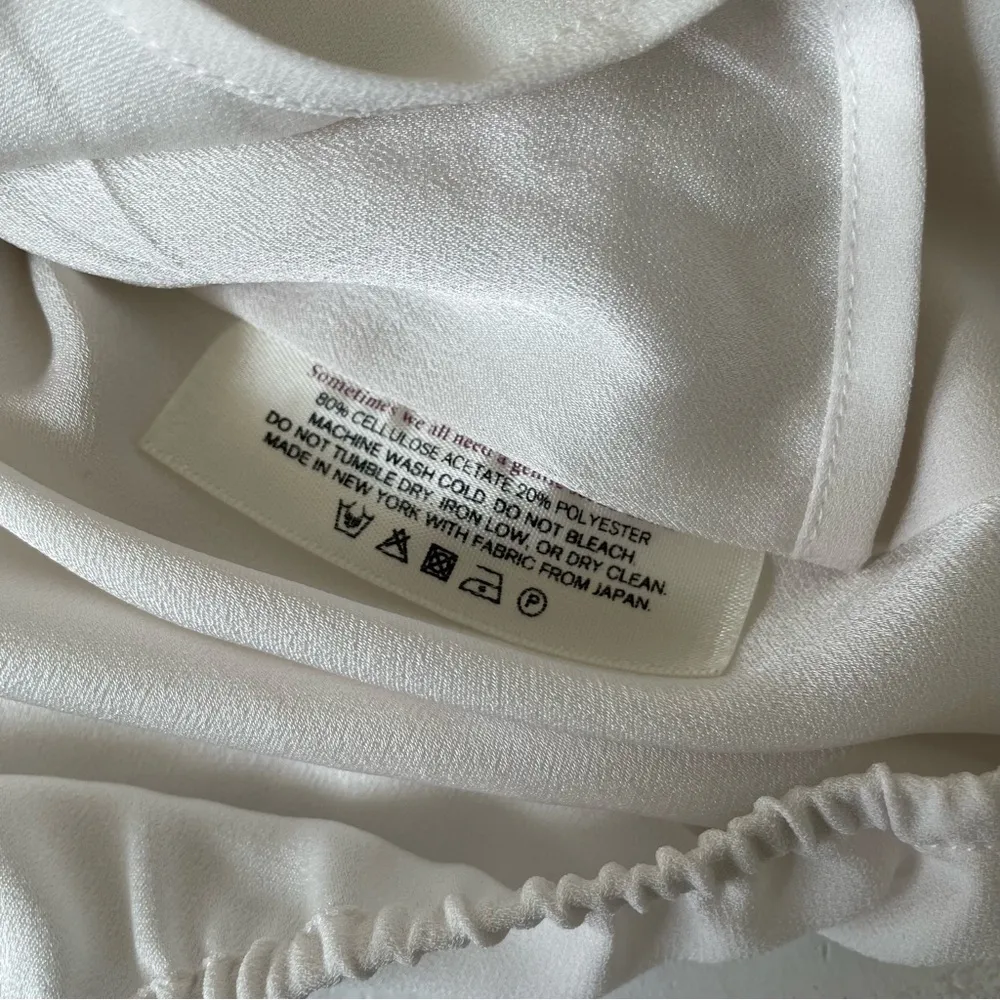 Sometimes we all need a
80% CELLULOSE ACETATE 20% POLYESTER
MACHINE WASH COLD. DO NOT BLEACH,
DO NOT TUMBLE DRY. IRON LOW, OR DRY CLEAN.
MADE IN NEW YORK WITH FABRIC FROM JAPAN.
P